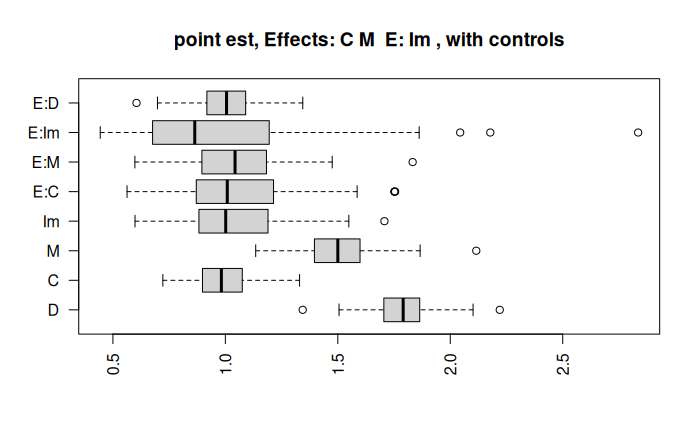 point est, Effects: C M  E: Im , with controls
E:D
E:Im
E:M
E:C
Im
M
C
D
0.5 1.0 1.5 2.0 2.5